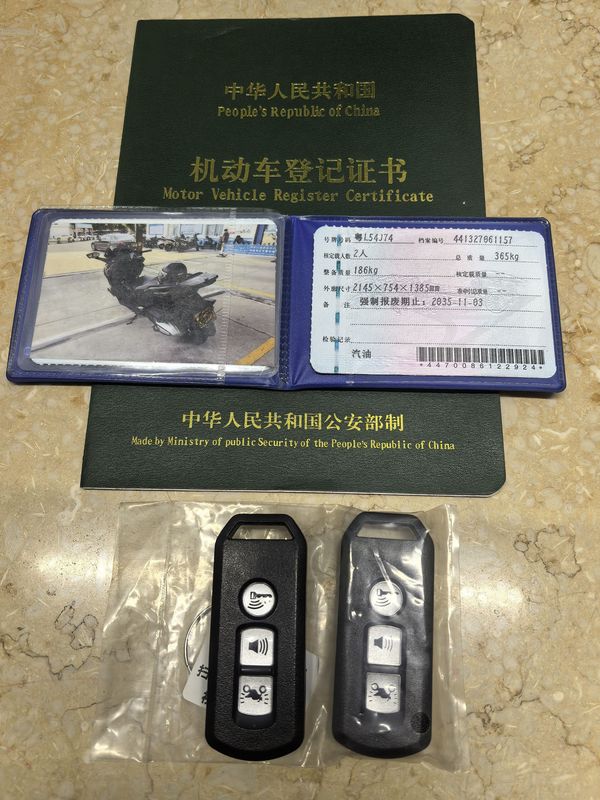 中华人民共和国
People's Republic of China
机动车登记证书
Motor Vehicle Register Certificate
号牌号码 粤L54J74 档案编号 441327061157
核定载人数 2人 总质量 365kg
整备质量 186kg 核定载质量 --
外廓尺寸 2145×754×1385mm 准牵引总质量 --
备注 强制报废期止：2035-11-03
检验记录
汽油
*4470086122924*
中华人民共和国公安部制
Made by Ministry of public Security of the People's Republic of China
扫